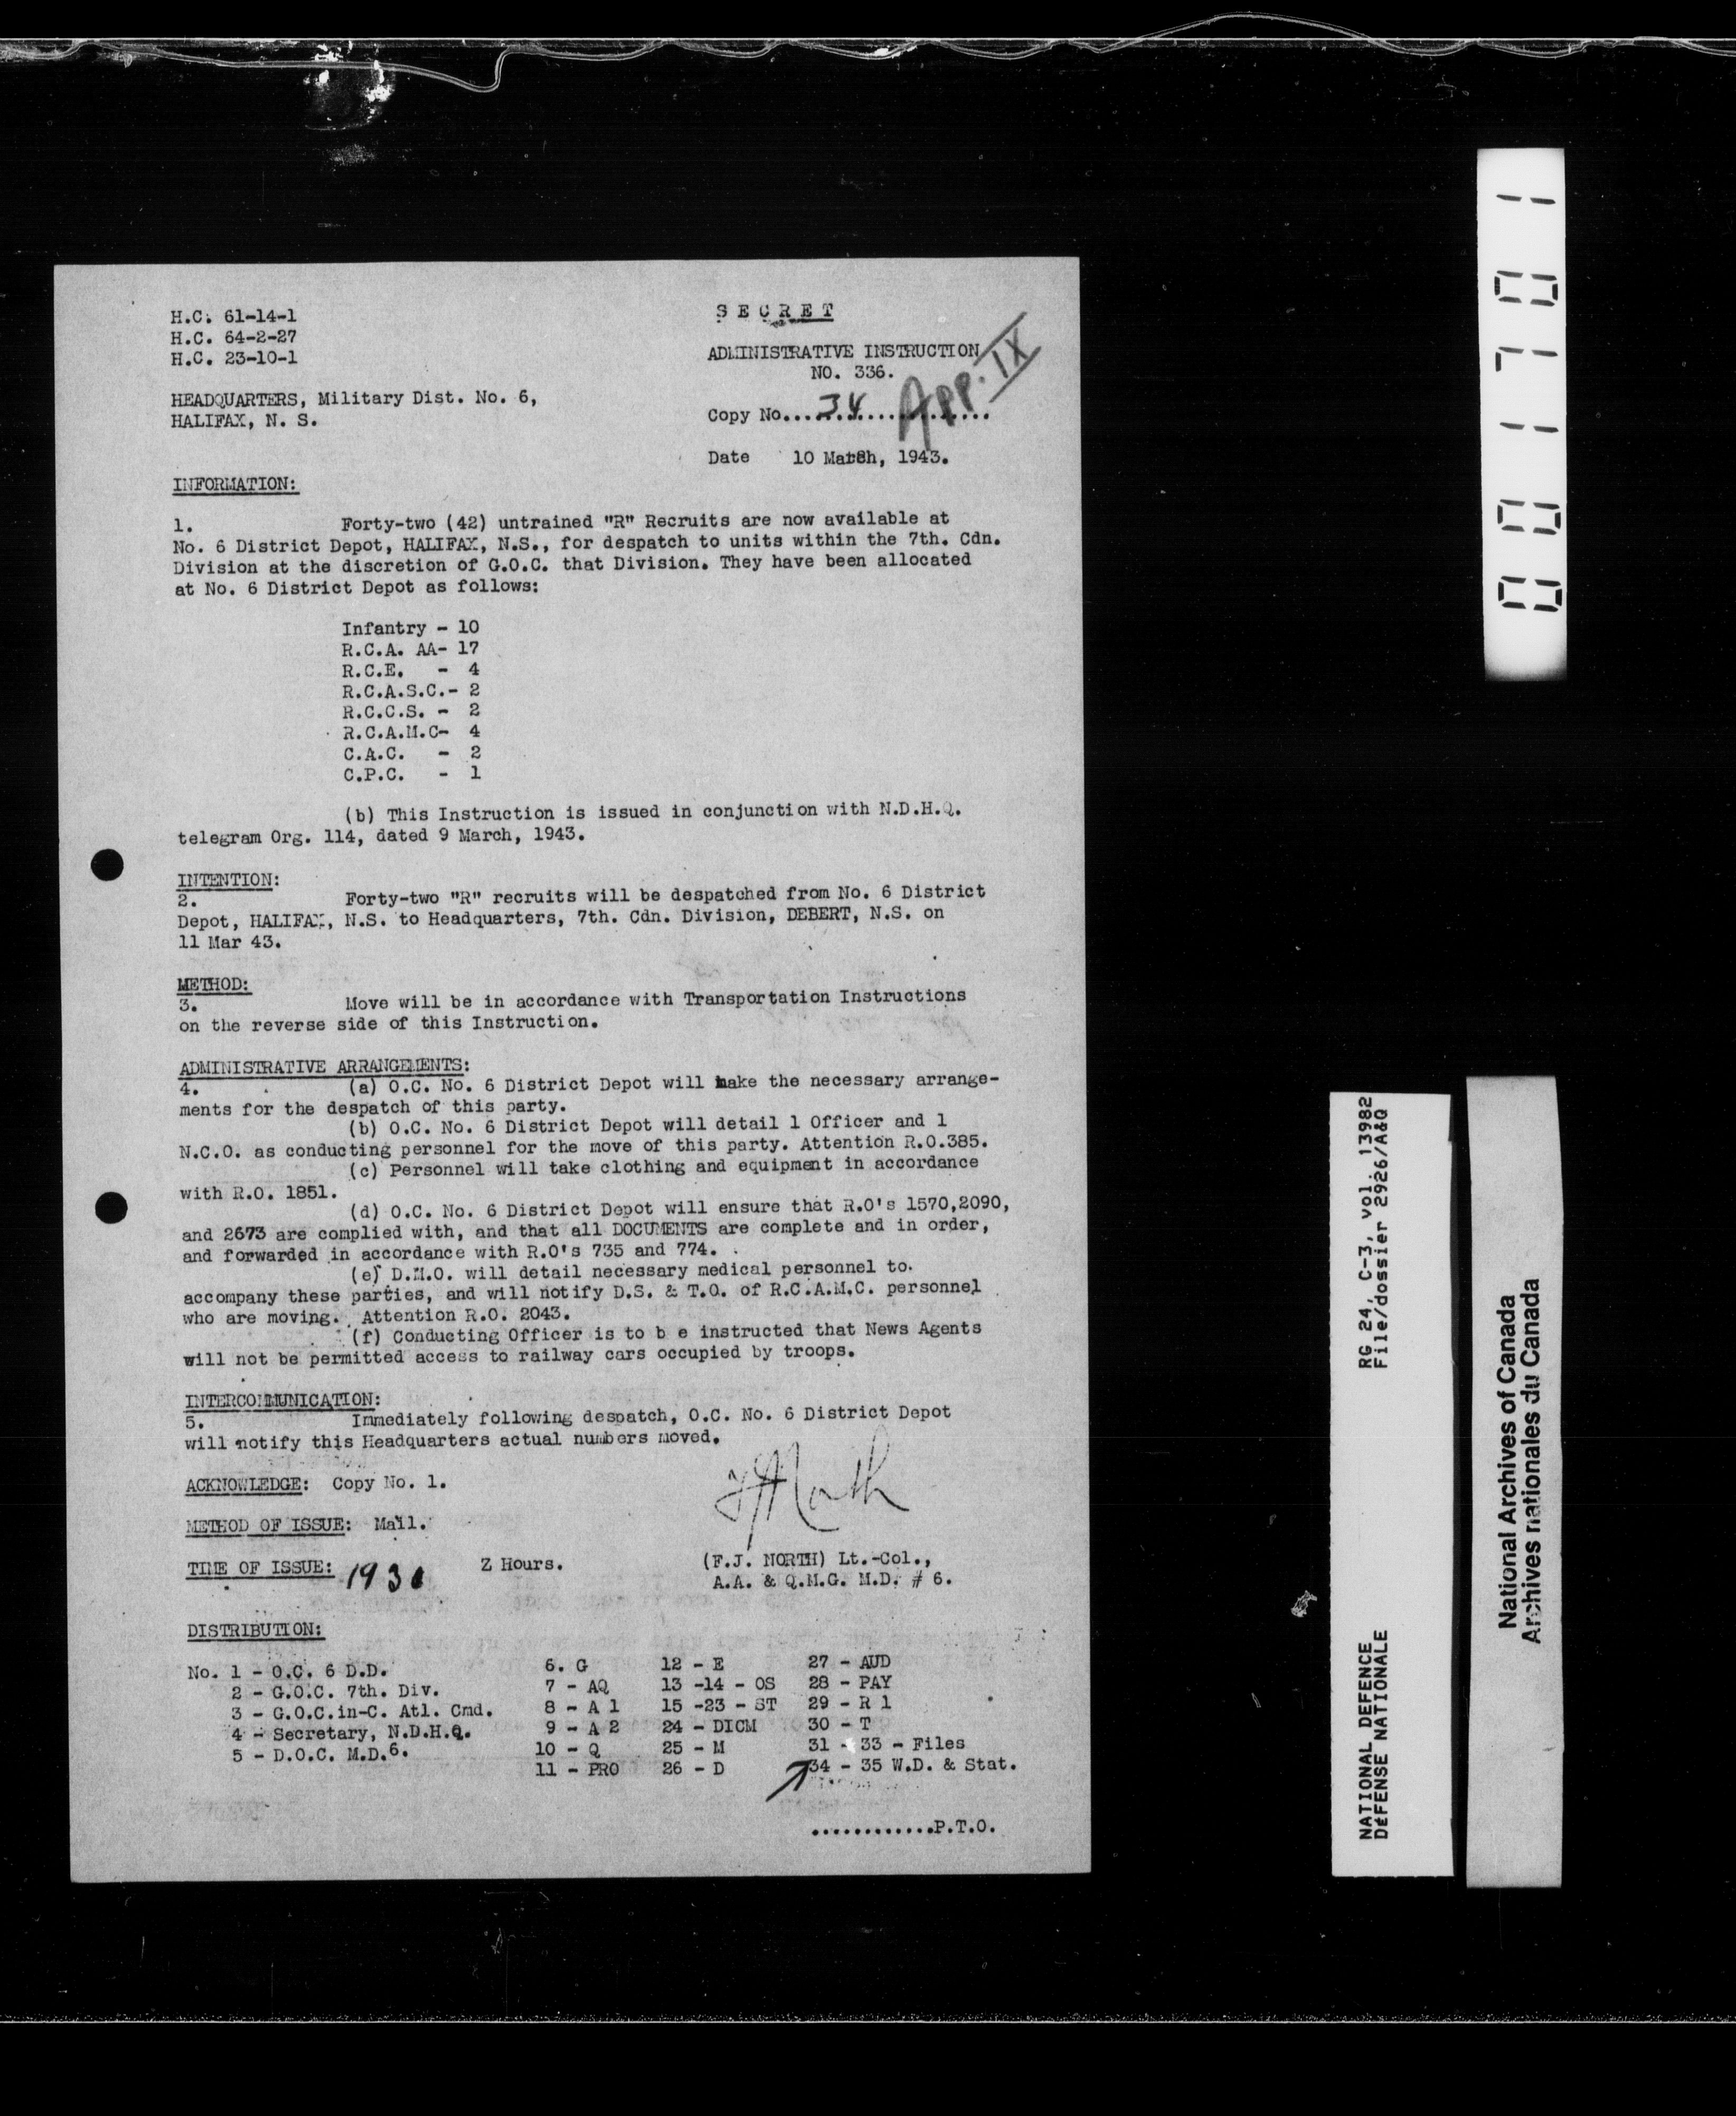 H.C. 61-14-1
H.C. 64-2-27
H.C. 23-10-1
HEADQUARTERS, Military Dist. No. 6,
HALIFAX, N. S.
S E C R E T
ADMINISTRATIVE INSTRUCTION
NO. 336.
App. IX
Copy No....34...............
Date 10 March, 1943.
INFORMATION:
1. Forty-two (42) untrained "R" Recruits are now available at
No. 6 District Depot, HALIFAX, N.S., for despatch to units within the 7th. Cdn.
Division at the discretion of G.O.C. that Division. They have been allocated
at No. 6 District Depot as follows:
Infantry - 10
R.C.A. AA- 17
R.C.E. - 4
R.C.A.S.C.- 2
R.C.C.S. - 2
R.C.A.M.C- 4
C.A.C. - 2
C.P.C. - 1
(b) This Instruction is issued in conjunction with N.D.H.Q.
telegram Org. 114, dated 9 March, 1943.
INTENTION:
2. Forty-two "R" recruits will be despatched from No. 6 District
Depot, HALIFAX, N.S. to Headquarters, 7th. Cdn. Division, DEBERT, N.S. on
11 Mar 43.
METHOD:
3. Move will be in accordance with Transportation Instructions
on the reverse side of this Instruction.
ADMINISTRATIVE ARRANGEMENTS:
4. (a) O.C. No. 6 District Depot will make the necessary arrange-
ments for the despatch of this party.
(b) O.C. No. 6 District Depot will detail 1 Officer and 1
N.C.O. as conducting personnel for the move of this party. Attention R.O.385.
(c) Personnel will take clothing and equipment in accordance
with R.O. 1851.
(d) O.C. No. 6 District Depot will ensure that R.O's 1570,2090,
and 2673 are complied with, and that all DOCUMENTS are complete and in order,
and forwarded in accordance with R.O's 735 and 774.
(e) D.M.O. will detail necessary medical personnel to
accompany these parties, and will notify D.S. & T.O. of R.C.A.M.C. personnel
who are moving. Attention R.O. 2043.
(f) Conducting Officer is to b e instructed that News Agents
will not be permitted access to railway cars occupied by troops.
INTERCOMMUNICATION:
5. Immediately following despatch, O.C. No. 6 District Depot
will notify this Headquarters actual numbers moved.
ACKNOWLEDGE: Copy No. 1.
METHOD OF ISSUE: Mail.
TIME OF ISSUE: 1930 Z Hours.
FJNorth
(F.J. NORTH) Lt.-Col.,
A.A. & Q.M.G. M.D. # 6.
DISTRIBUTION:
No. 1 - O.C. 6 D.D.
2 - G.O.C. 7th. Div.
3 - G.O.C.in-C. Atl. Cmd.
4 - Secretary, N.D.H.Q.
5 - D.O.C. M.D.6.
6. G
7 - AQ
8 - A 1
9 - A 2
10 - Q
11 - PRO
12 - E
13 -14 - OS
15 -23 - ST
24 - DICM
25 - M
26 - D
27 - AUD
28 - PAY
29 - R 1
30 - T
31 - 33 - Files
34 - 35 W.D. & Stat.
............P.T.O.
001701
NATIONAL DEFENCE
DÉFENSE NATIONALE
RG 24, C-3, vol. 13982
File/dossier 2926/A&Q
National Archives of Canada
Archives nationales du Canada